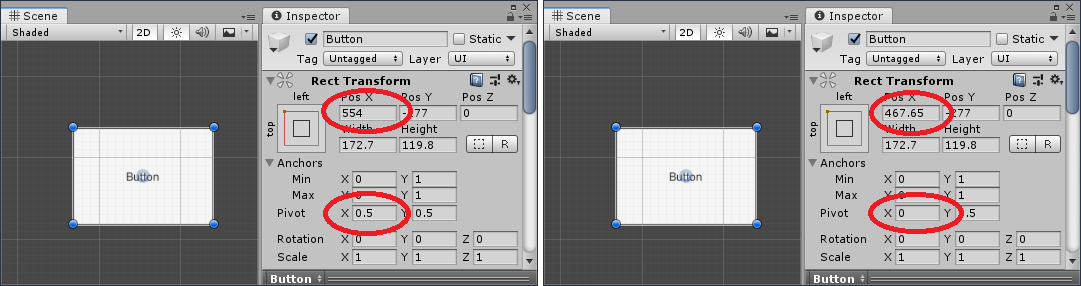 Scene
Shaded
2D
Button
Inspector
Button
Static
Tag Untagged Layer UI
Rect Transform
left
top
Pos X Pos Y Pos Z
554 -277 0
Width Height
172.7 119.8
R
Anchors
Min X 0 Y 1
Max X 0 Y 1
Pivot X 0.5 Y 0.5
Rotation X 0 Y 0 Z 0
Scale X 1 Y 1 Z 1
Button
Scene
Shaded
2D
Button
Inspector
Button
Static
Tag Untagged Layer UI
Rect Transform
left
top
Pos X Pos Y Pos Z
467.65 -277 0
Width Height
172.7 119.8
R
Anchors
Min X 0 Y 1
Max X 0 Y 1
Pivot X 0 Y 0.5
Rotation X 0 Y 0 Z 0
Scale X 1 Y 1 Z 1
Button